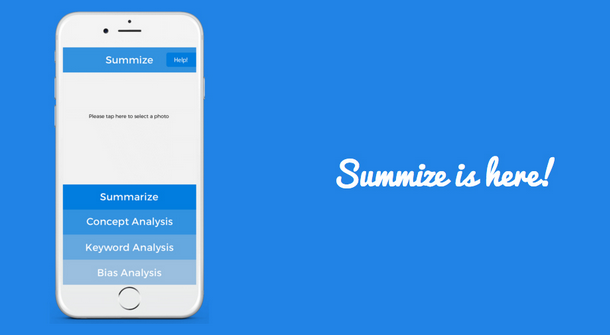 Summize
Help!
Please tap here to select a photo
Summarize
Concept Analysis
Keyword Analysis
Bias Analysis
Summize is here!